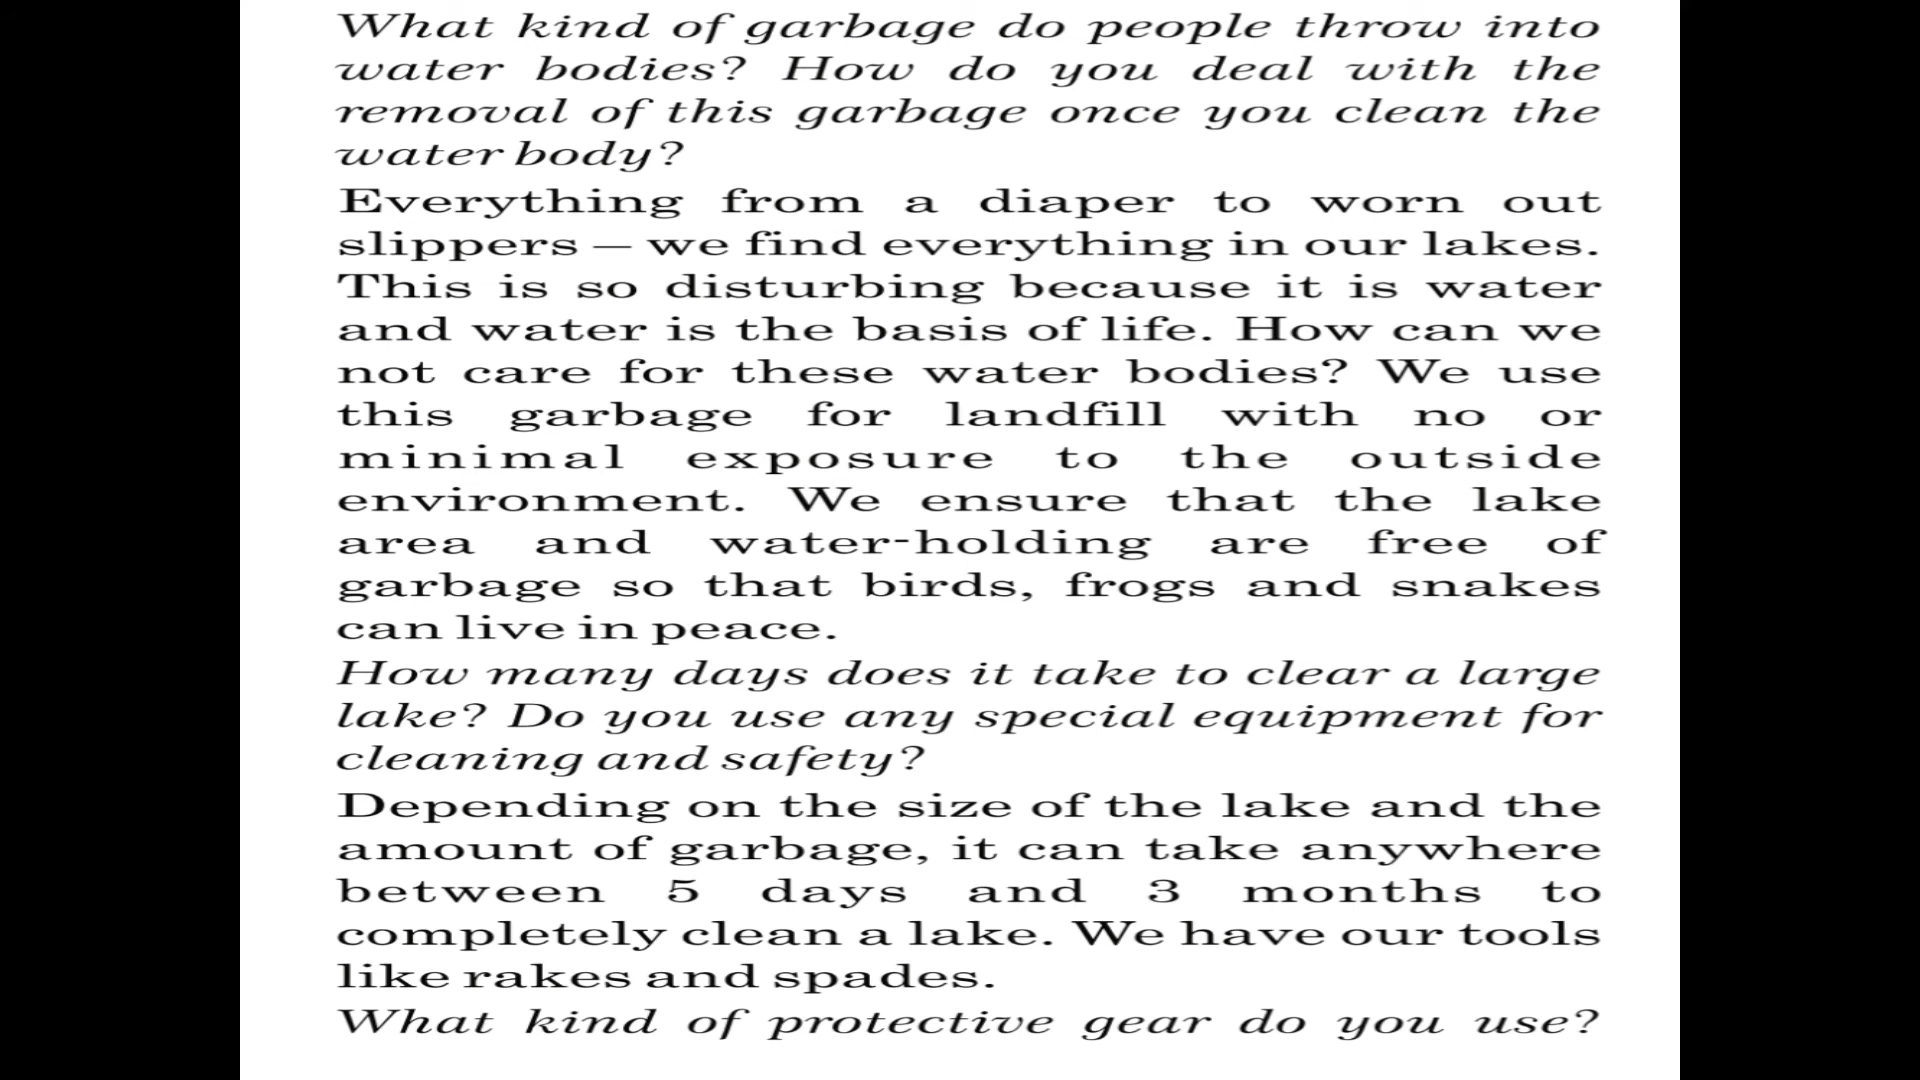 What kind of garbage do people throw into
water bodies? How do you deal with the
removal of this garbage once you clean the
water body?
Everything from a diaper to worn out
slippers — we find everything in our lakes.
This is so disturbing because it is water
and water is the basis of life. How can we
not care for these water bodies? We use
this garbage for landfill with no or
minimal exposure to the outside
environment. We ensure that the lake
area and water-holding are free of
garbage so that birds, frogs and snakes
can live in peace.
How many days does it take to clear a large
lake? Do you use any special equipment for
cleaning and safety?
Depending on the size of the lake and the
amount of garbage, it can take anywhere
between 5 days and 3 months to
completely clean a lake. We have our tools
like rakes and spades.
What kind of protective gear do you use?